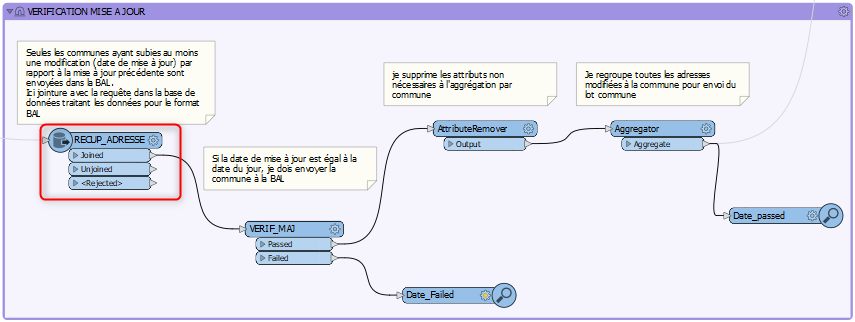 VERIFICATION MISE A JOUR
Seules les communes ayant subies au moins
une modification (date de mise à jour) par
rapport à la mise à jour précédente sont
envoyées dans la BAL.
Ici jointure avec la requête dans la base de
données traitant les données pour le format
BAL
je supprime les attributs non
nécessaires à l'agrégation par
commune
Je regroupe toutes les adresses
modifiées à la commune pour envoi du
lot commune
RECUP_ADRESSE
Joined
Unjoined
<Rejected>
AttributeRemover
Output
Aggregator
Aggregate
Si la date de mise à jour est égal à la
date du jour, je dois envoyer la
commune à la BAL
VERIF_MAJ
Passed
Failed
Date_passed
Date_Failed